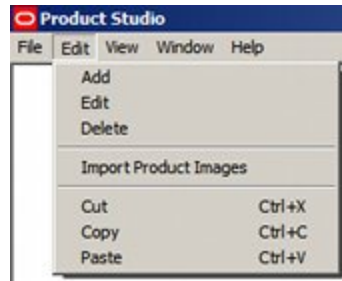 Product Studio
File Edit View Window Help
Add
Edit
Delete
Import Product Images
Cut Ctrl+X
Copy Ctrl+C
Paste Ctrl+V